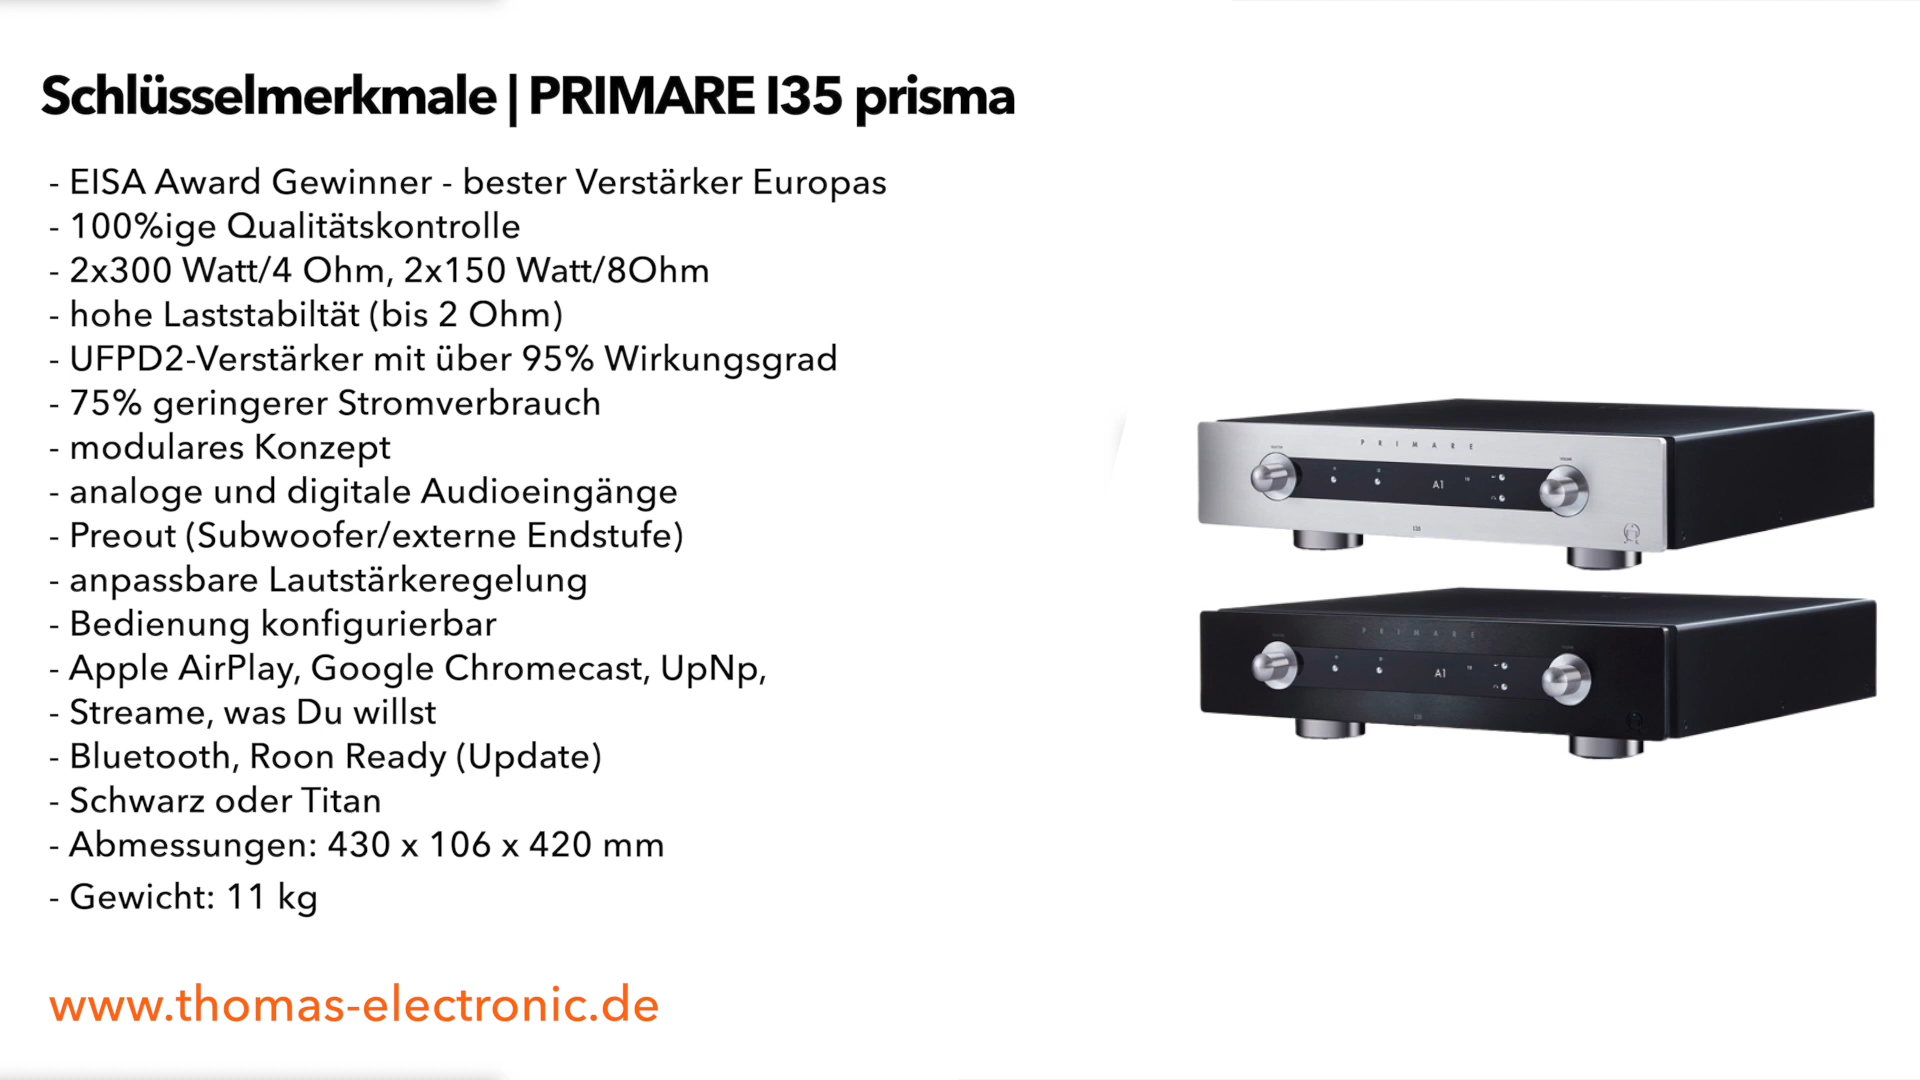 Schlüsselmerkmale | PRIMARE I35 prisma
- EISA Award Gewinner - bester Verstärker Europas
- 100%ige Qualitätskontrolle
- 2x300 Watt/4 Ohm, 2x150 Watt/8Ohm
- hohe Laststabiltät (bis 2 Ohm)
- UFPD2-Verstärker mit über 95% Wirkungsgrad
- 75% geringerer Stromverbrauch
- modulares Konzept
- analoge und digitale Audioeingänge
- Preout (Subwoofer/externe Endstufe)
- anpassbare Lautstärkeregelung
- Bedienung konfigurierbar
- Apple AirPlay, Google Chromecast, UpNp,
- Streame, was Du willst
- Bluetooth, Roon Ready (Update)
- Schwarz oder Titan
- Abmessungen: 430 x 106 x 420 mm
- Gewicht: 11 kg
www.thomas-electronic.de
PRIMARE
A1
I35
PRIMARE
A1